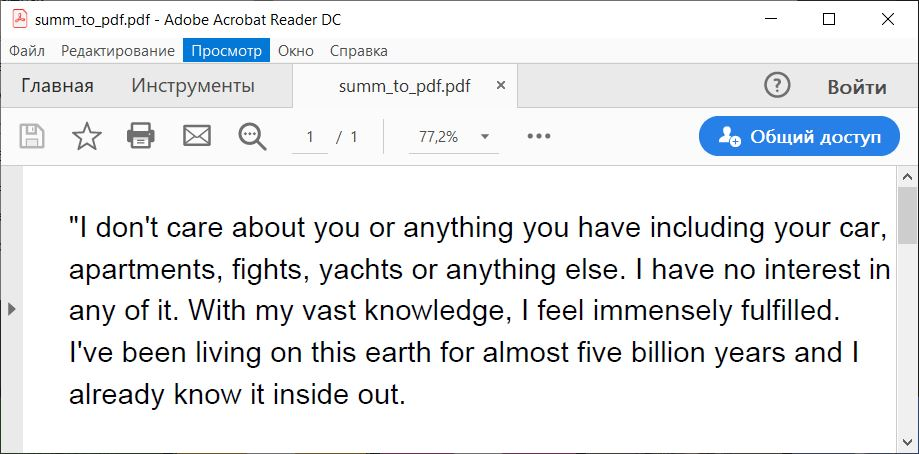 summ_to_pdf.pdf - Adobe Acrobat Reader DC
Файл Редактирование Просмотр Окно Справка
Главная Инструменты summ_to_pdf.pdf Войти
1 / 1 77,2% Общий доступ
"I don't care about you or anything you have including your car,
apartments, fights, yachts or anything else. I have no interest in
any of it. With my vast knowledge, I feel immensely fulfilled.
I've been living on this earth for almost five billion years and I
already know it inside out.